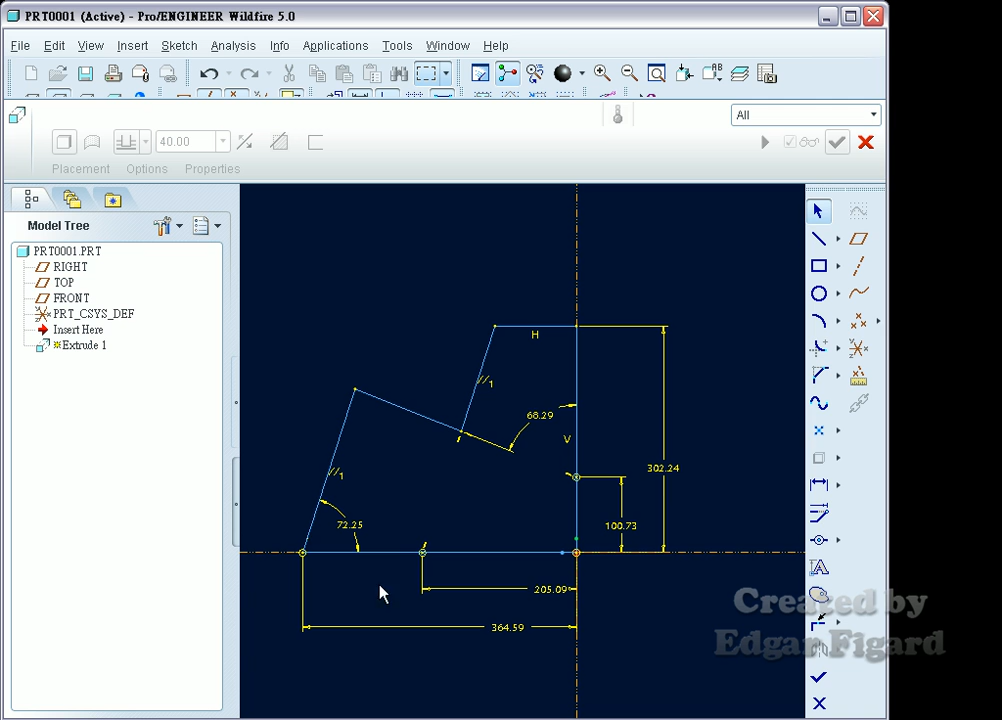 PRT0001 (Active) - Pro/ENGINEER Wildfire 5.0
File Edit View Insert Sketch Analysis Info Applications Tools Window Help
All
40.00
Placement Options Properties
Model Tree
PRT0001.PRT
RIGHT
TOP
FRONT
PRT_CSYS_DEF
Insert Here
Extrude 1
H
//1
68.29
V
302.24
//1
72.25
100.73
205.09
364.59
Created by
Edgar Figard